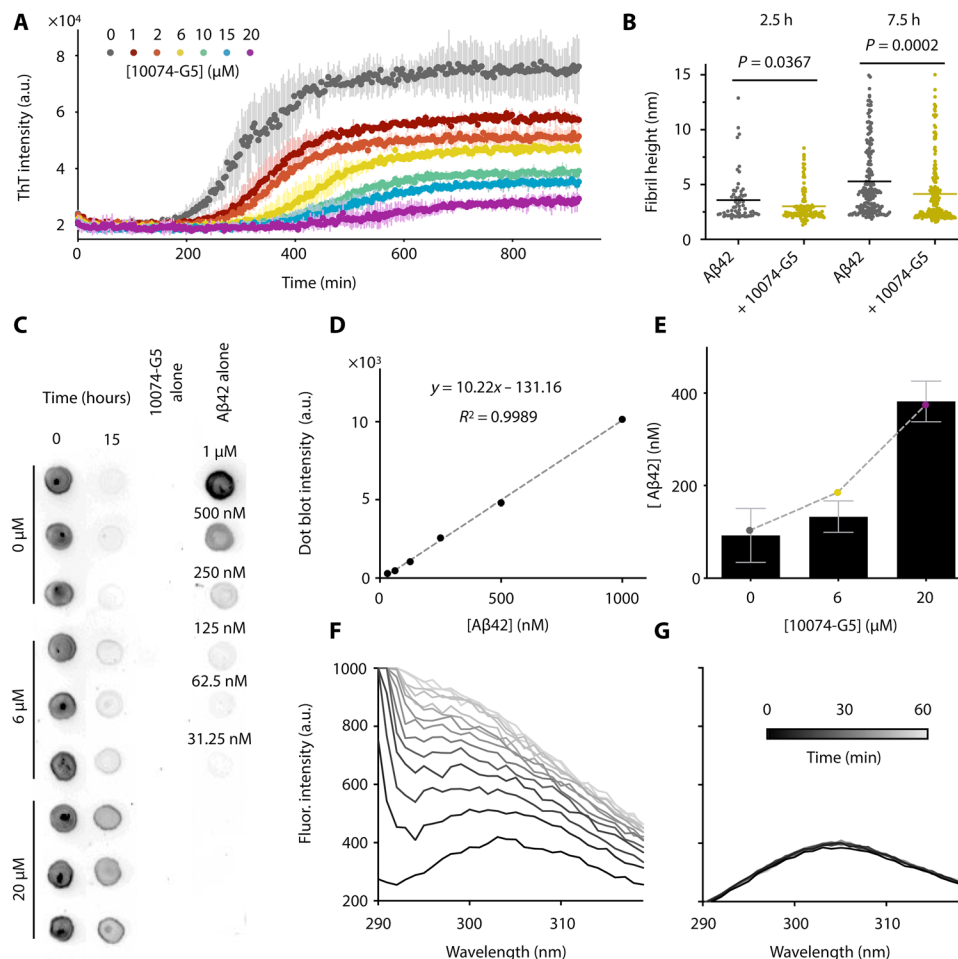 A
×10⁴
8
6
4
2
ThT intensity (a.u.)
0 1 2 6 10 15 20
[10074-G5] (µM)
0 200 400 600 800
Time (min)
B
2.5 h 7.5 h
P = 0.0367
P = 0.0002
15
10
5
0
Fibril height (nm)
Aβ42
+ 10074-G5
Aβ42
+ 10074-G5
C
Time (hours)
0 15
10074-G5
alone
Aβ42 alone
0 µM
6 µM
20 µM
1 µM
500 nM
250 nM
125 nM
62.5 nM
31.25 nM
D
×10³
y = 10.22x – 131.16
R² = 0.9989
10
5
0
Dot blot intensity (a.u.)
0 500 1000
[Aβ42] (nM)
E
400
200
0
[Aβ42] (nM)
0 6 20
[10074-G5] (µM)
F
1000
800
600
400
200
Fluor. intensity (a.u.)
290 300 310
Wavelength (nm)
G
0 30 60
Time (min)
290 300 310
Wavelength (nm)